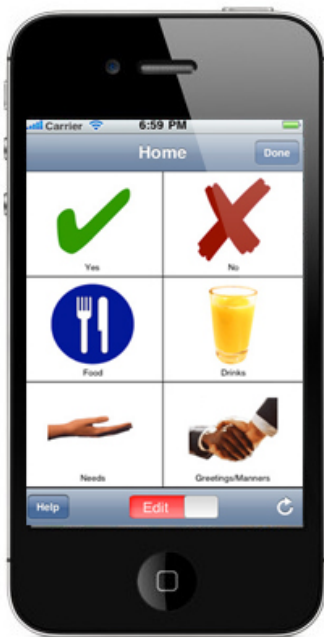 Carrier 6:59 PM
Home Done
Yes No
Food Drinks
Needs Greetings/Manners
Help Edit